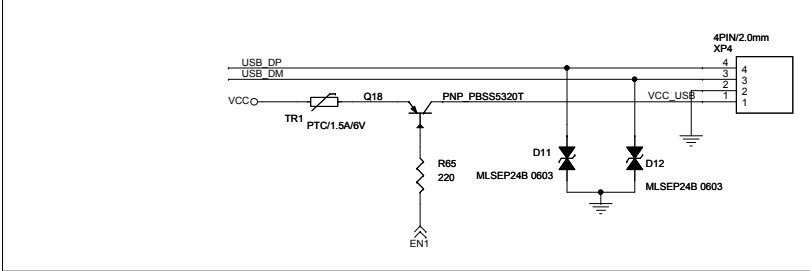 4PIN/2.0mm
XP4
USB_DP
4
4
USB_DM
3
3
2
2
VCC
Q18
PNP_PBSS5320T
VCC_USB
1
1
TR1
PTC/1.5A/6V
D11
D12
R65
220
MLSEP24B 0603
MLSEP24B 0603
EN1